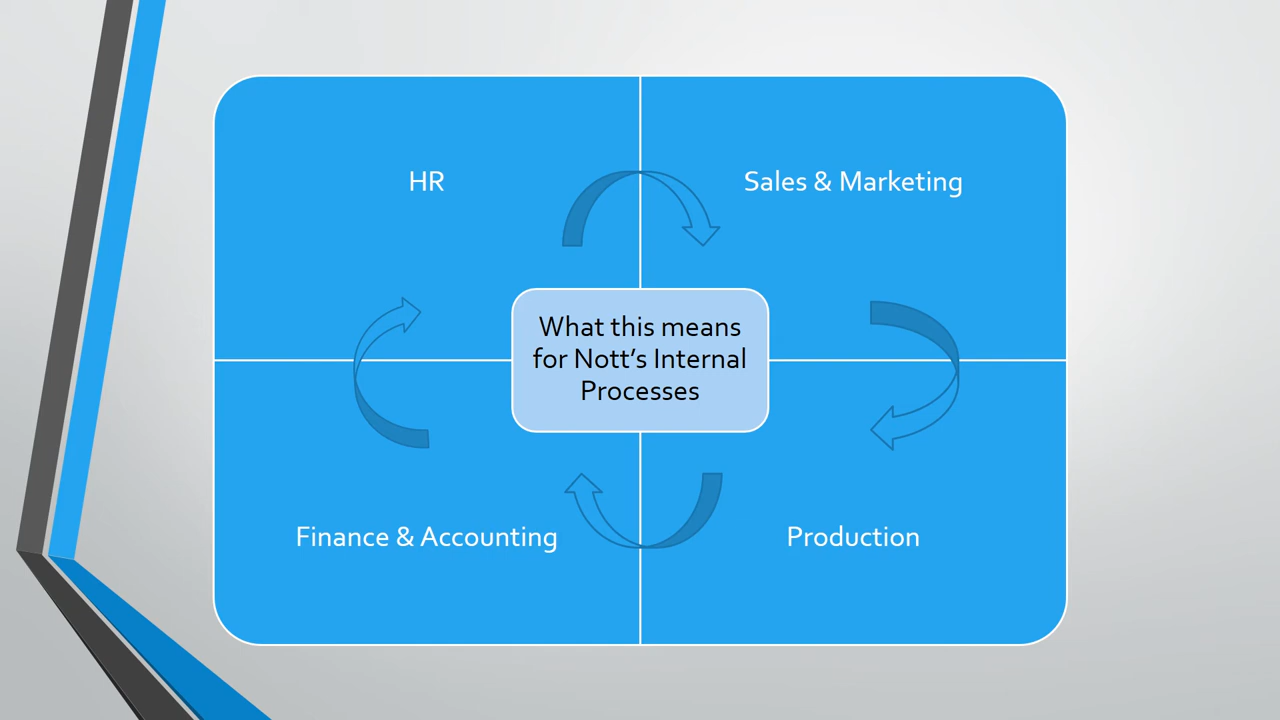 HR
Sales & Marketing
What this means
for Nott’s Internal
Processes
Finance & Accounting
Production